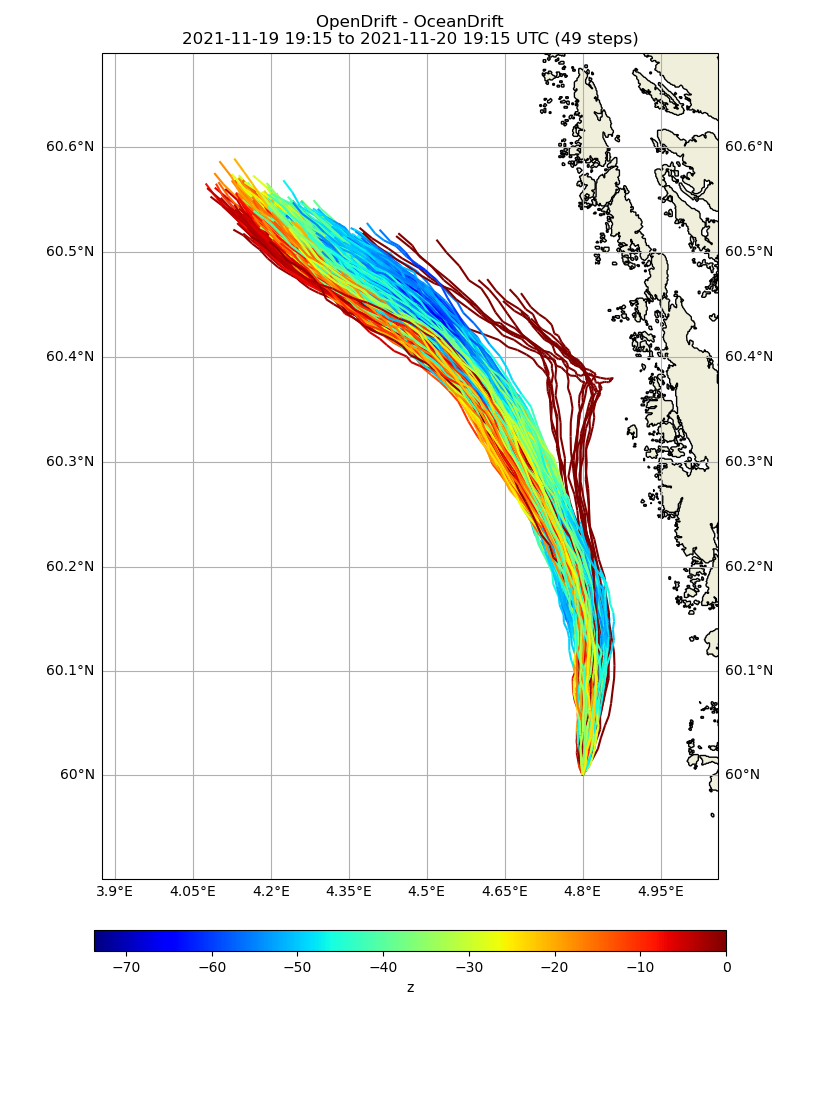 OpenDrift - OceanDrift
2021-11-19 19:15 to 2021-11-20 19:15 UTC (49 steps)
60.6°N 60.6°N
60.5°N 60.5°N
60.4°N 60.4°N
60.3°N 60.3°N
60.2°N 60.2°N
60.1°N 60.1°N
60°N 60°N
3.9°E 4.05°E 4.2°E 4.35°E 4.5°E 4.65°E 4.8°E 4.95°E
−70 −60 −50 −40 −30 −20 −10 0
z